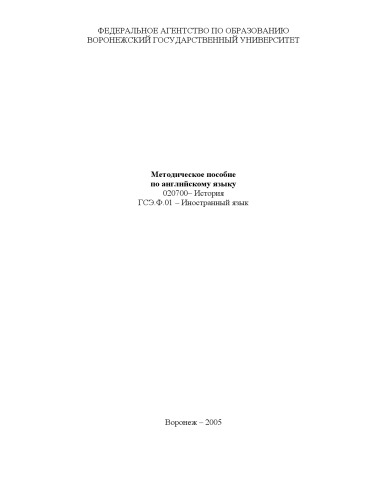 ФЕДЕРАЛЬНОЕ АГЕНТСТВО ПО ОБРАЗОВАНИЮ
ВОРОНЕЖСКИЙ ГОСУДАРСТВЕННЫЙ УНИВЕРСИТЕТ
Методическое пособие
по английскому языку
020700– История
ГСЭ.Ф.01 – Иностранный язык
Воронеж – 2005